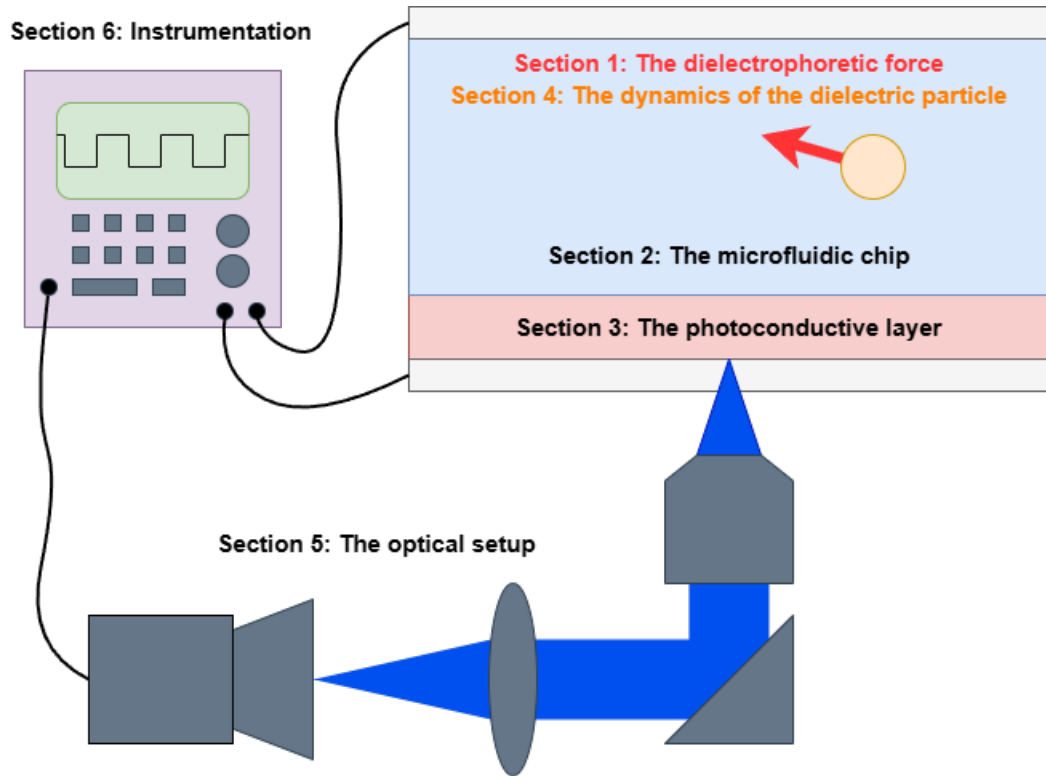 Section 6: Instrumentation
Section 1: The dielectrophoretic force
Section 4: The dynamics of the dielectric particle
Section 2: The microfluidic chip
Section 3: The photoconductive layer
Section 5: The optical setup